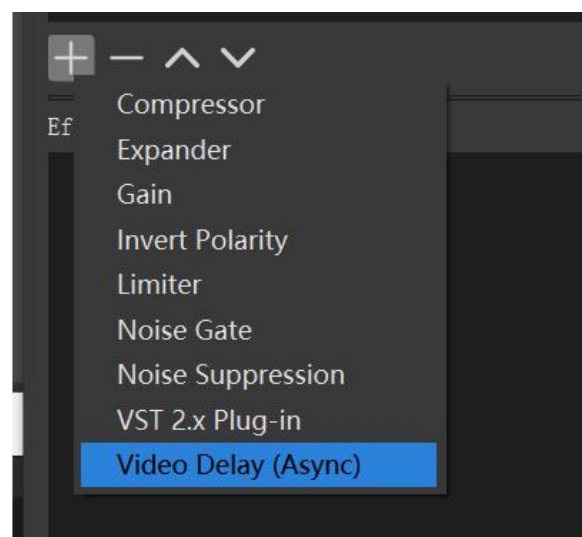 Compressor
Ef
Expander
Gain
Invert Polarity
Limiter
Noise Gate
Noise Suppression
VST 2.x Plug-in
Video Delay (Async)